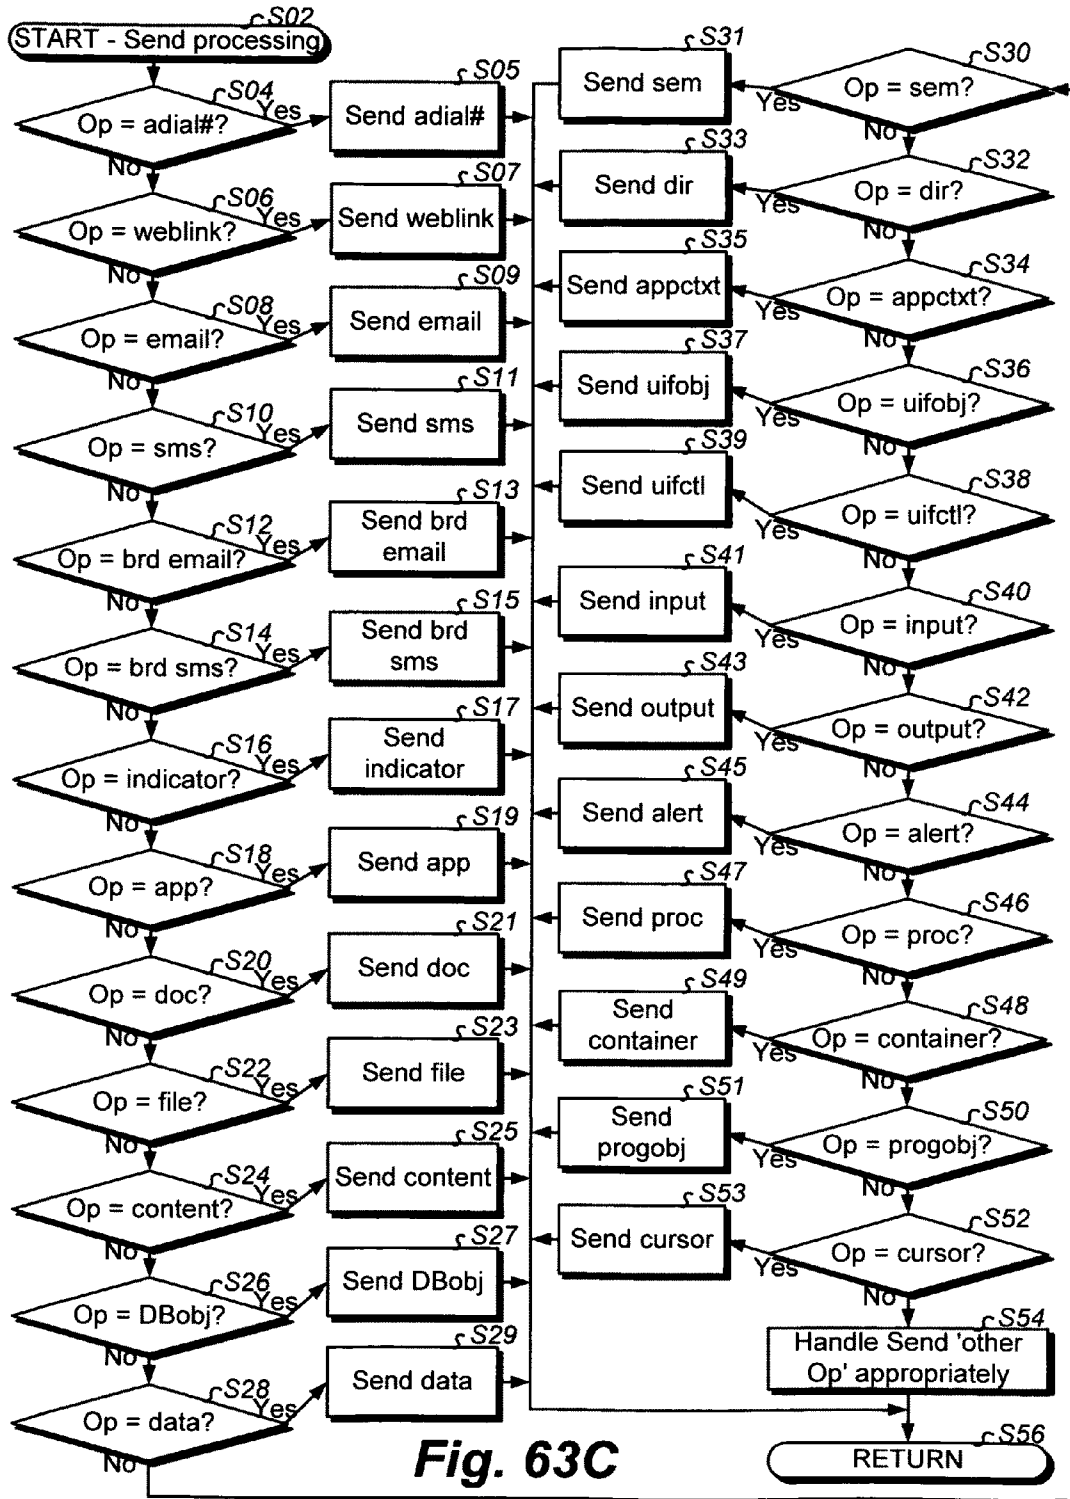 S02
START - Send processing
S04
Op = adial#?
Yes
No
S05
Send adial#
S06
Op = weblink?
Yes
No
S07
Send weblink
S08
Op = email?
Yes
No
S09
Send email
S10
Op = sms?
Yes
No
S11
Send sms
S12
Op = brd email?
Yes
No
S13
Send brd
email
S14
Op = brd sms?
Yes
No
S15
Send brd
sms
S16
Op = indicator?
Yes
No
S17
Send
indicator
S18
Op = app?
Yes
No
S19
Send app
S20
Op = doc?
Yes
No
S21
Send doc
S22
Op = file?
Yes
No
S23
Send file
S24
Op = content?
Yes
No
S25
Send content
S26
Op = DBobj?
Yes
No
S27
Send DBobj
S28
Op = data?
Yes
No
S29
Send data
S30
Op = sem?
Yes
No
S31
Send sem
S32
Op = dir?
Yes
No
S33
Send dir
S34
Op = appctxt?
Yes
No
S35
Send appctxt
S36
Op = uifobj?
Yes
No
S37
Send uifobj
S38
Op = uifctl?
Yes
No
S39
Send uifctl
S40
Op = input?
Yes
No
S41
Send input
S42
Op = output?
Yes
No
S43
Send output
S44
Op = alert?
Yes
No
S45
Send alert
S46
Op = proc?
Yes
No
S47
Send proc
S48
Op = container?
Yes
No
S49
Send
container
S50
Op = progobj?
Yes
No
S51
Send
progobj
S52
Op = cursor?
Yes
No
S53
Send cursor
S54
Handle Send 'other
Op' appropriately
S56
RETURN
Fig. 63C